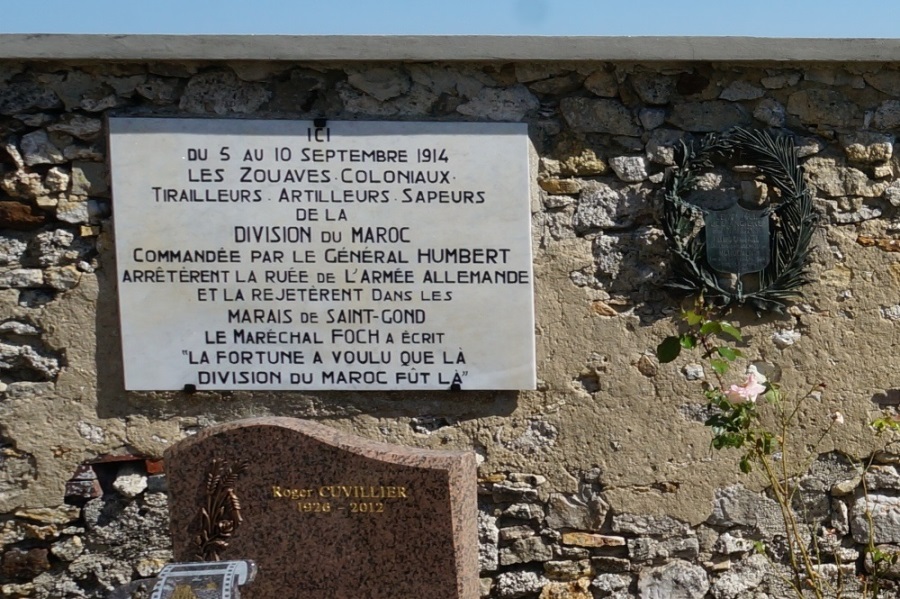 ICI
DU 5 AU 10 SEPTEMBRE 1914
LES ZOUAVES·COLONIAUX·
TIRAILLEURS·ARTILLEURS·SAPEURS
DE LA
DIVISION DU MAROC
COMMANDÉE PAR LE GÉNÉRAL HUMBERT
ARRÊTÈRENT LA RUÉE DE L'ARMÉE ALLEMANDE
ET LA REJETÈRENT DANS LES
MARAIS DE SAINT-GOND
LE MARÉCHAL FOCH A ÉCRIT
"LA FORTUNE A VOULU QUE LA
DIVISION DU MAROC FÛT LÀ"
Roger CUVILLIER
1926 - 2012